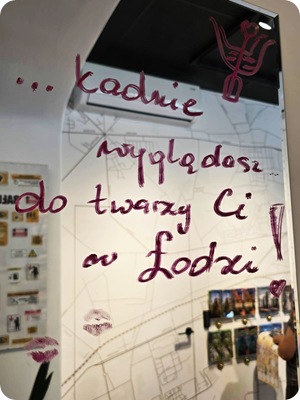 ... Ładnie
wyglądasz...
do twarzy Ci
w Łodzi!